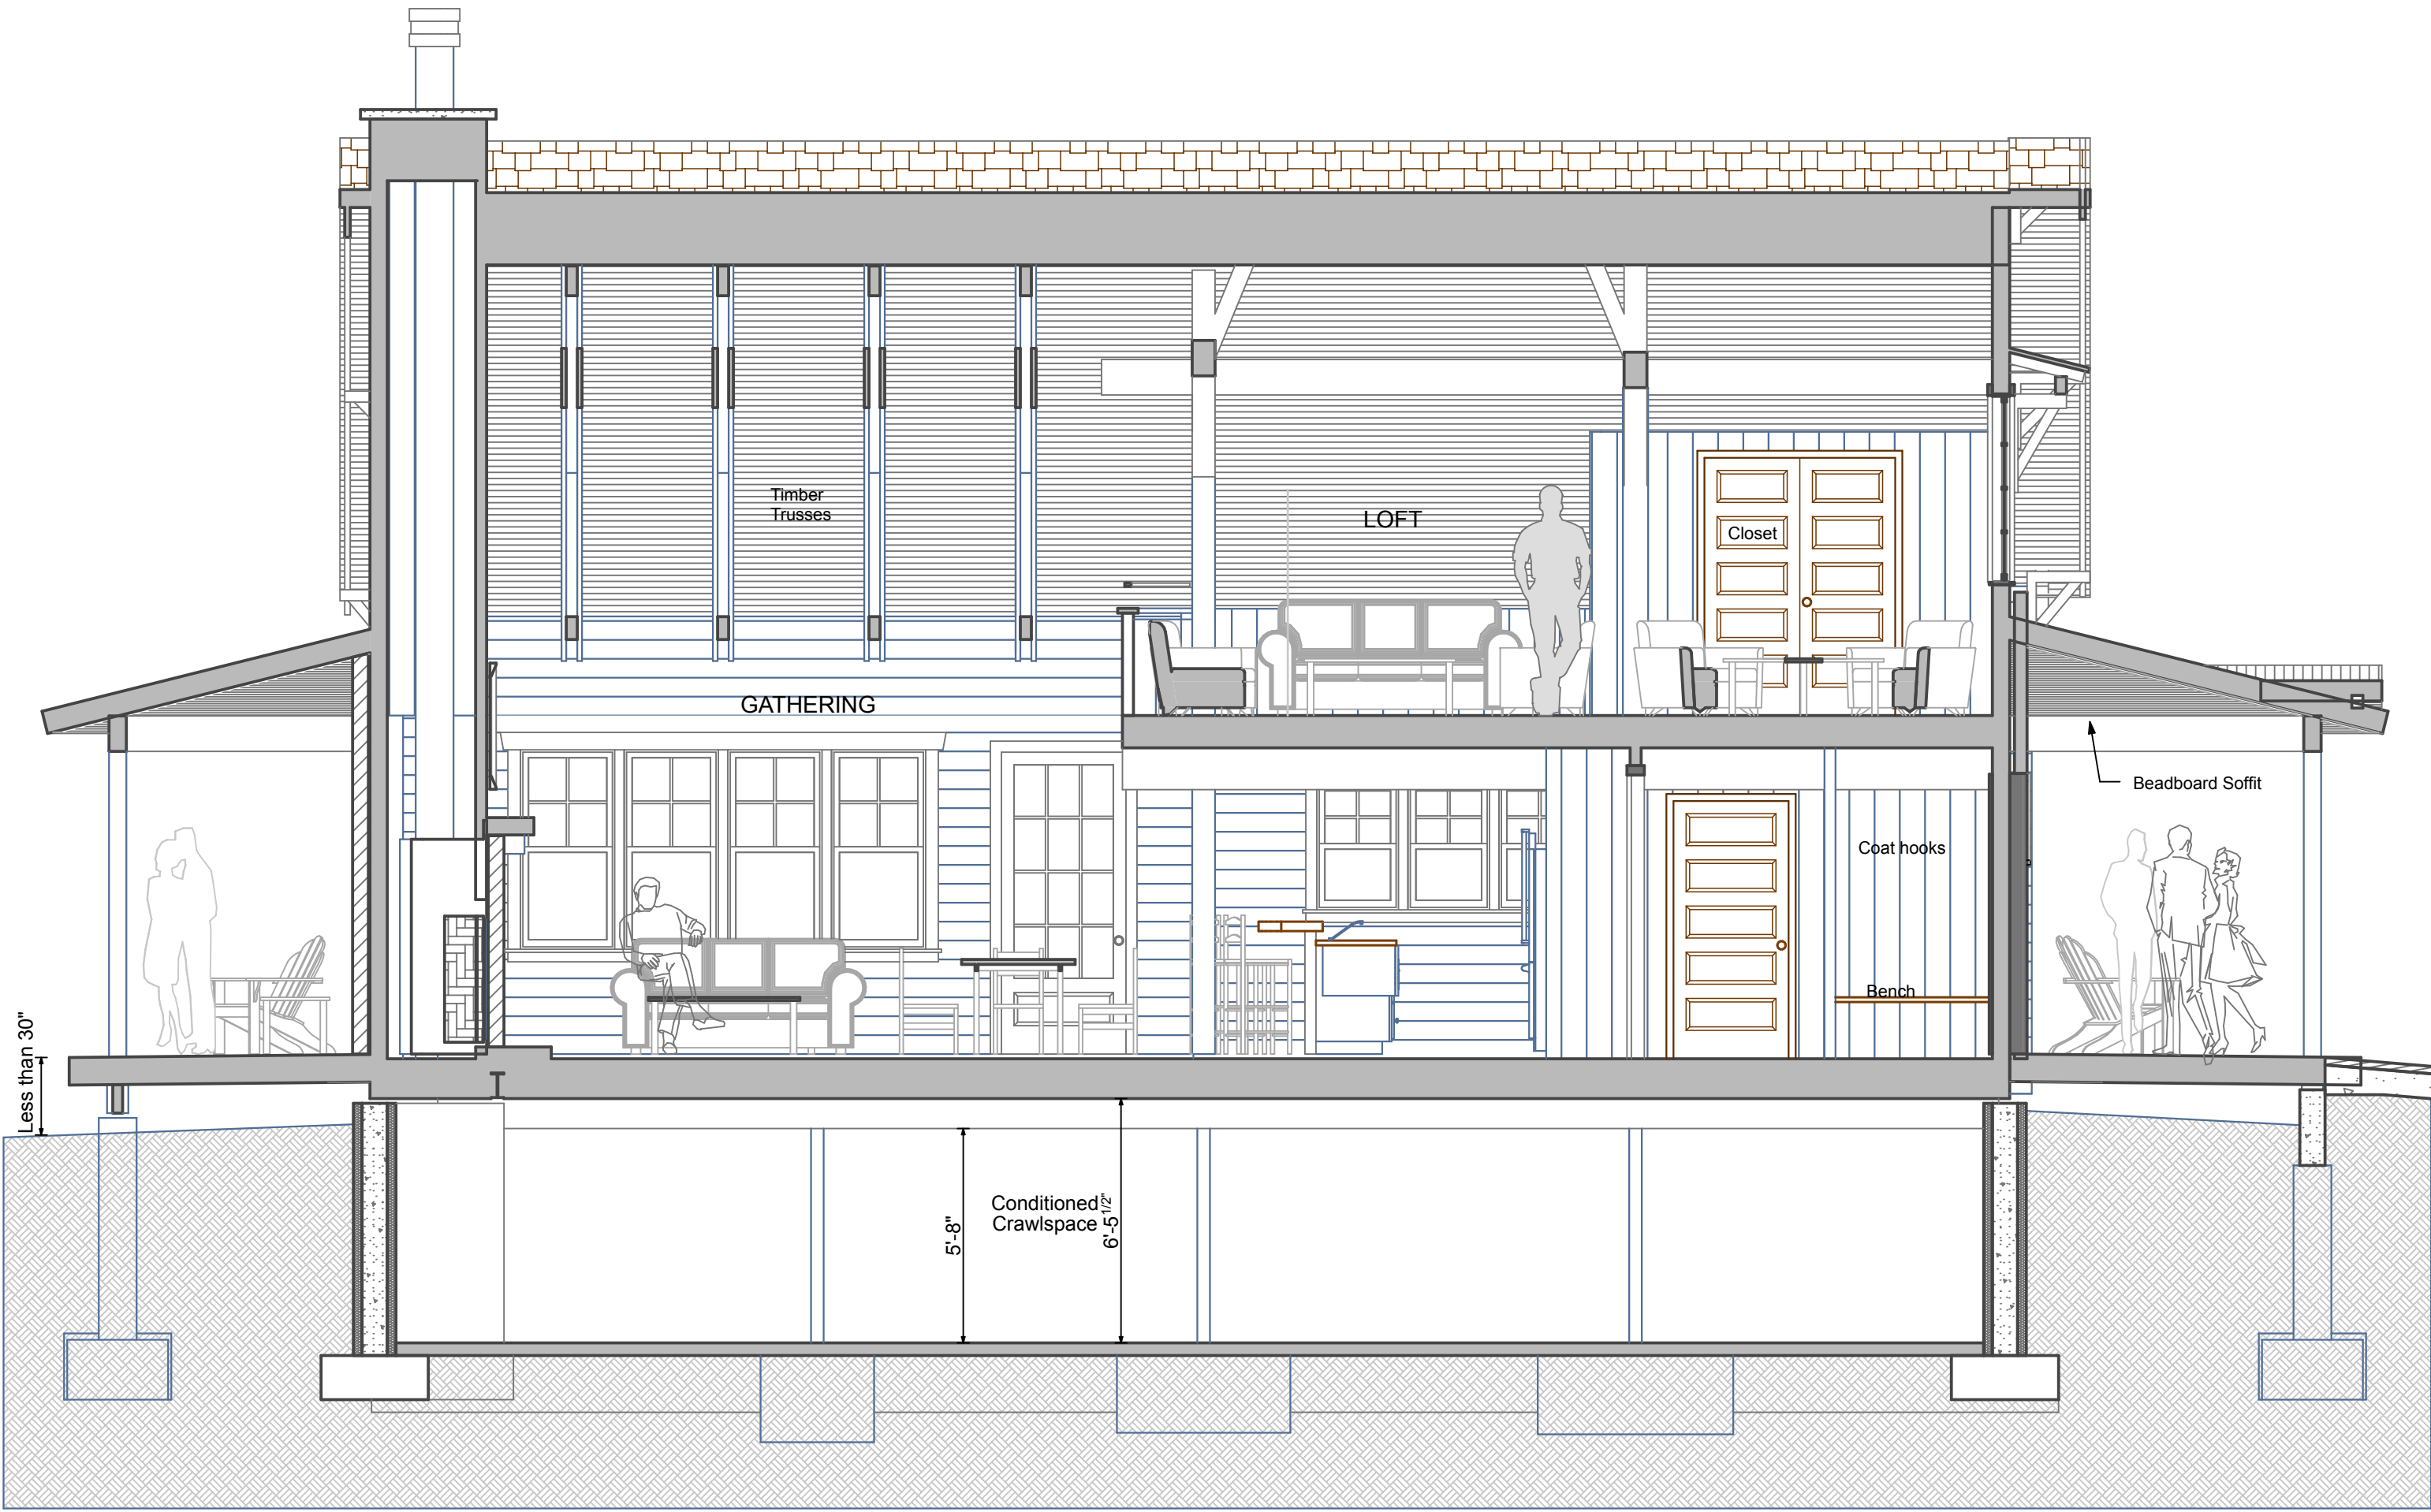 Timber
Trusses
LOFT
Closet
GATHERING
Beadboard Soffit
Coat hooks
Bench
Less than 30"
Conditioned
Crawlspace
5'-8"
6'-5 1/2"